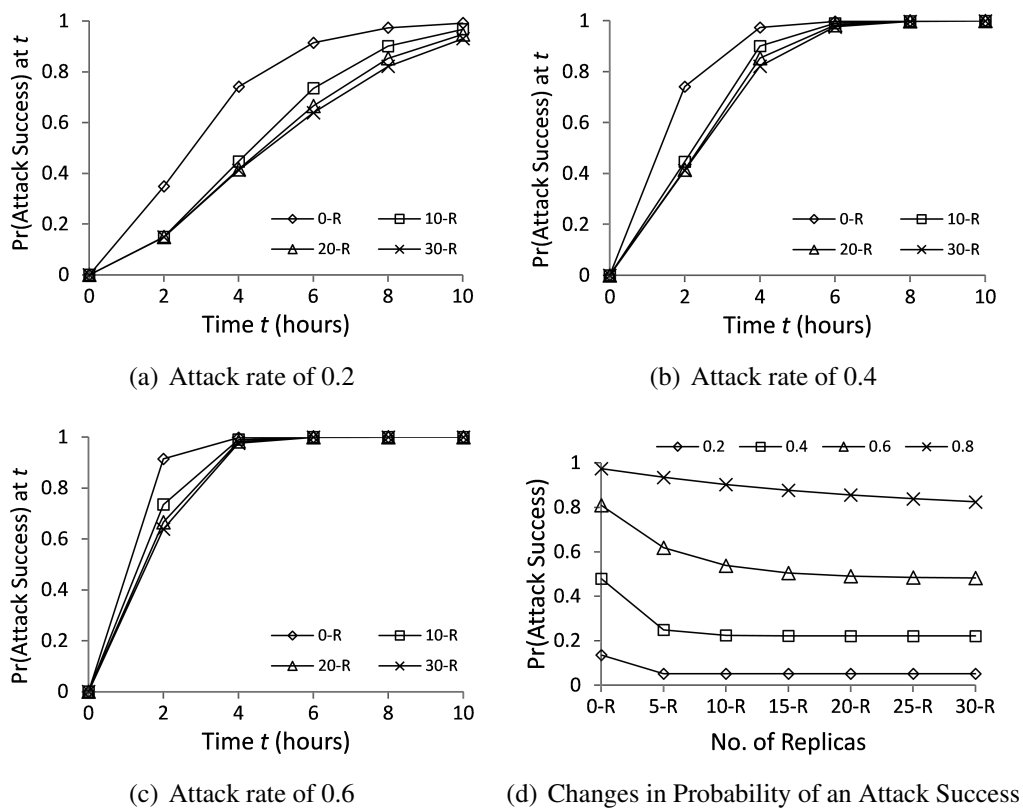 Pr(Attack Success) at t
1
0.8
0.6
0.4
0.2
0
0-R 10-R
20-R 30-R
0 2 4 6 8 10
Time t (hours)
(a) Attack rate of 0.2
Pr(Attack Success) at t
1
0.8
0.6
0.4
0.2
0
0-R 10-R
20-R 30-R
0 2 4 6 8 10
Time t (hours)
(b) Attack rate of 0.4
Pr(Attack Success) at t
1
0.8
0.6
0.4
0.2
0
0-R 10-R
20-R 30-R
0 2 4 6 8 10
Time t (hours)
(c) Attack rate of 0.6
0.2 0.4 0.6 0.8
Pr(Attack Success)
1
0.8
0.6
0.4
0.2
0
0-R 5-R 10-R 15-R 20-R 25-R 30-R
No. of Replicas
(d) Changes in Probability of an Attack Success